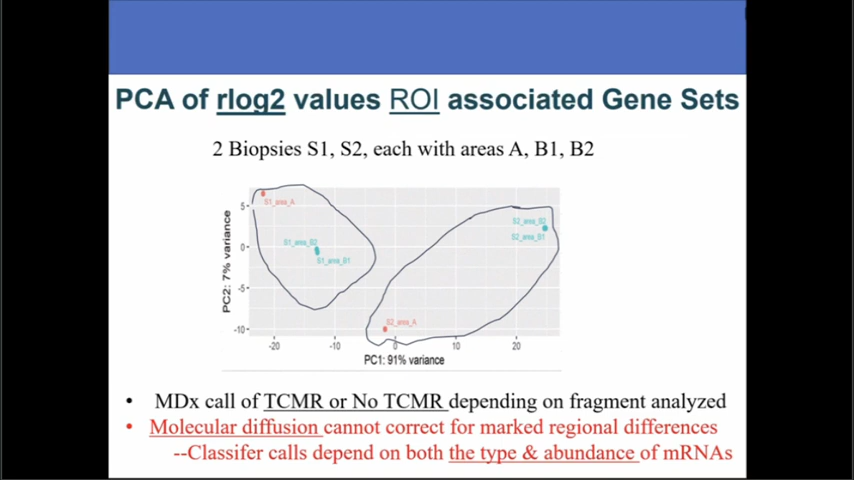 PCA of rlog2 values ROI associated Gene Sets
2 Biopsies S1, S2, each with areas A, B1, B2
PC2: 7% variance
5
0
-5
-10
S1_area_A
S1_area_B2
S1_area_B1
S2_area_B2
S2_area_B1
S2_area_A
-20
-10
0
10
20
PC1: 91% variance
• MDx call of TCMR or No TCMR depending on fragment analyzed
• Molecular diffusion cannot correct for marked regional differences
--Classifer calls depend on both the type & abundance of mRNAs